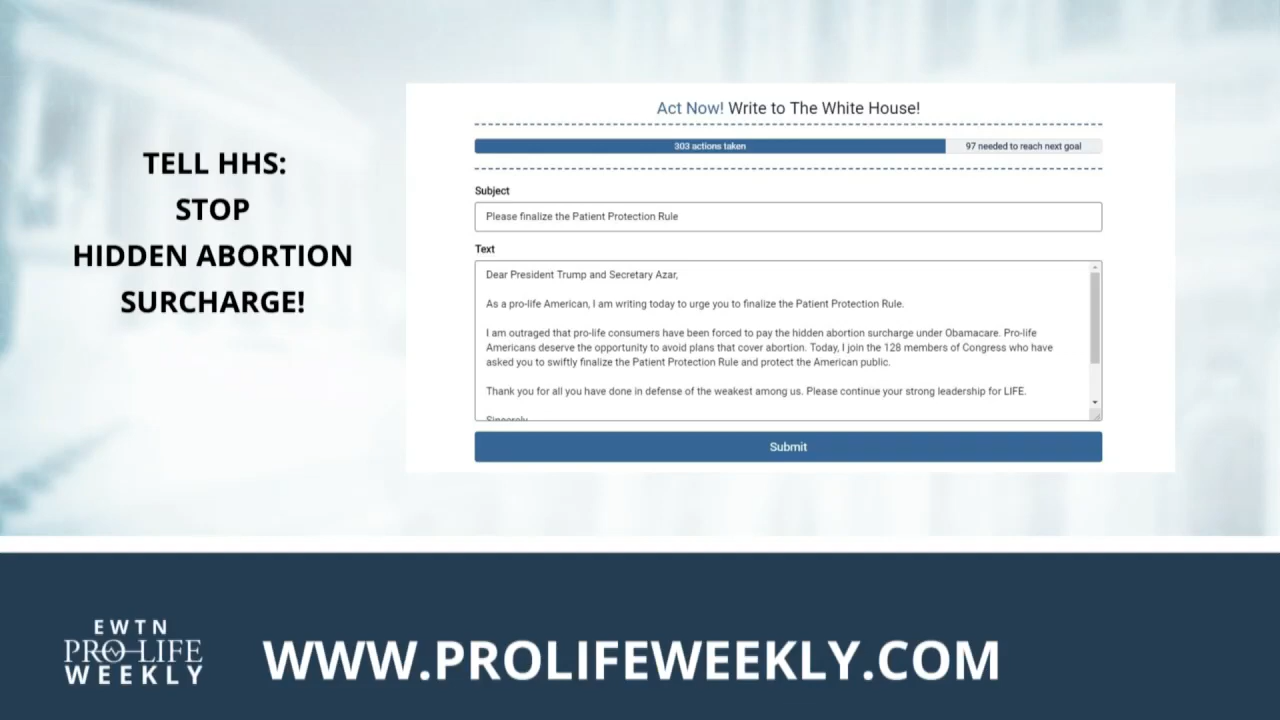 TELL HHS:
STOP
HIDDEN ABORTION
SURCHARGE!
Act Now! Write to The White House!
303 actions taken
97 needed to reach next goal
Subject
Please finalize the Patient Protection Rule
Text
Dear President Trump and Secretary Azar,
As a pro-life American, I am writing today to urge you to finalize the Patient Protection Rule.
I am outraged that pro-life consumers have been forced to pay the hidden abortion surcharge under Obamacare. Pro-life
Americans deserve the opportunity to avoid plans that cover abortion. Today, I join the 128 members of Congress who have
asked you to swiftly finalize the Patient Protection Rule and protect the American public.
Thank you for all you have done in defense of the weakest among us. Please continue your strong leadership for LIFE.
Sincerely
Submit
EWTN
PRO-LIFE
WEEKLY
WWW.PROLIFEWEEKLY.COM